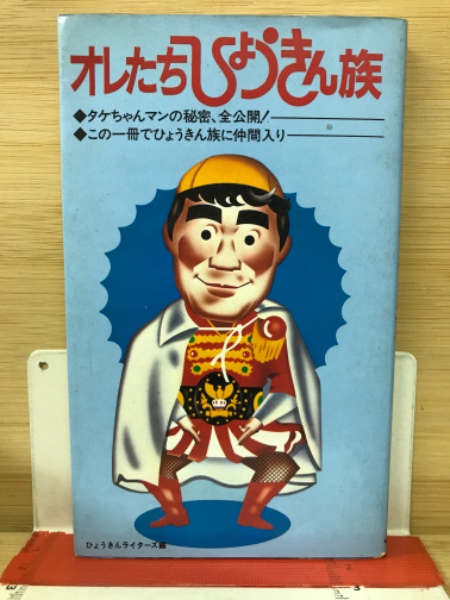 オレたちひょうきん族
◆タケちゃんマンの秘密、全公開!
◆この一冊でひょうきん族に仲間入り
ひょうきんライターズ編